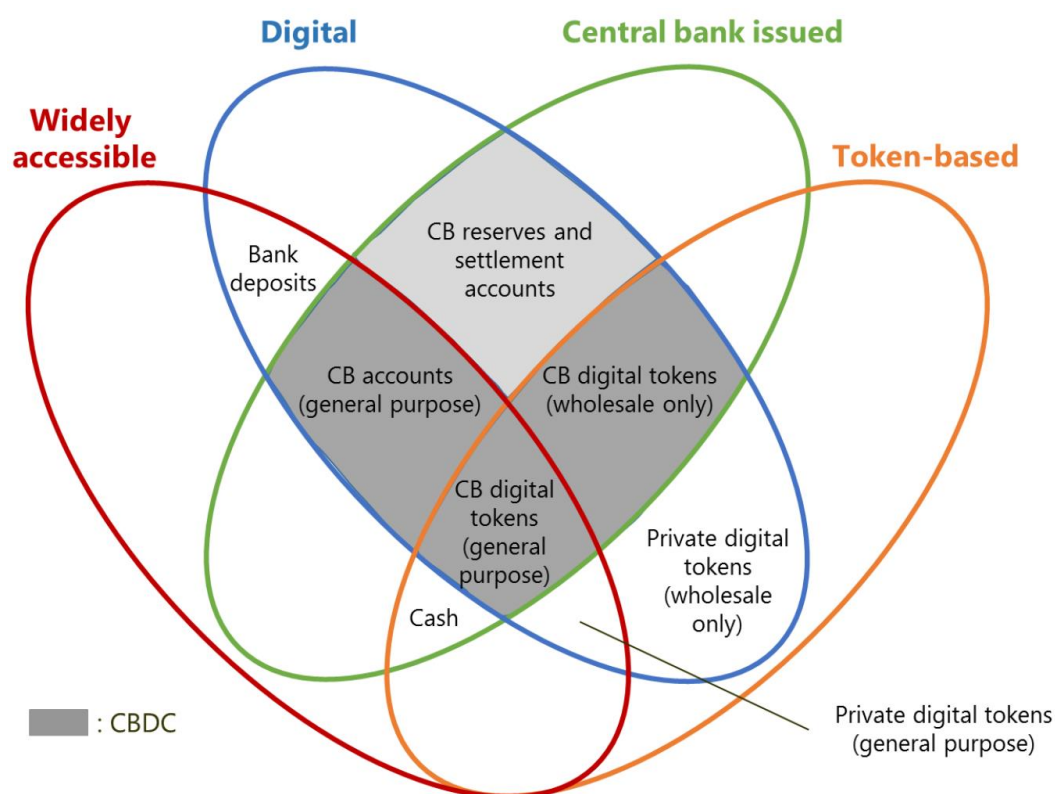 Digital
Central bank issued
Widely
accessible
Token-based
CB reserves and
settlement
accounts
Bank
deposits
CB accounts
(general purpose)
CB digital tokens
(wholesale only)
CB digital
tokens
(general
purpose)
Private digital
tokens
(wholesale
only)
Cash
Private digital tokens
(general purpose)
: CBDC